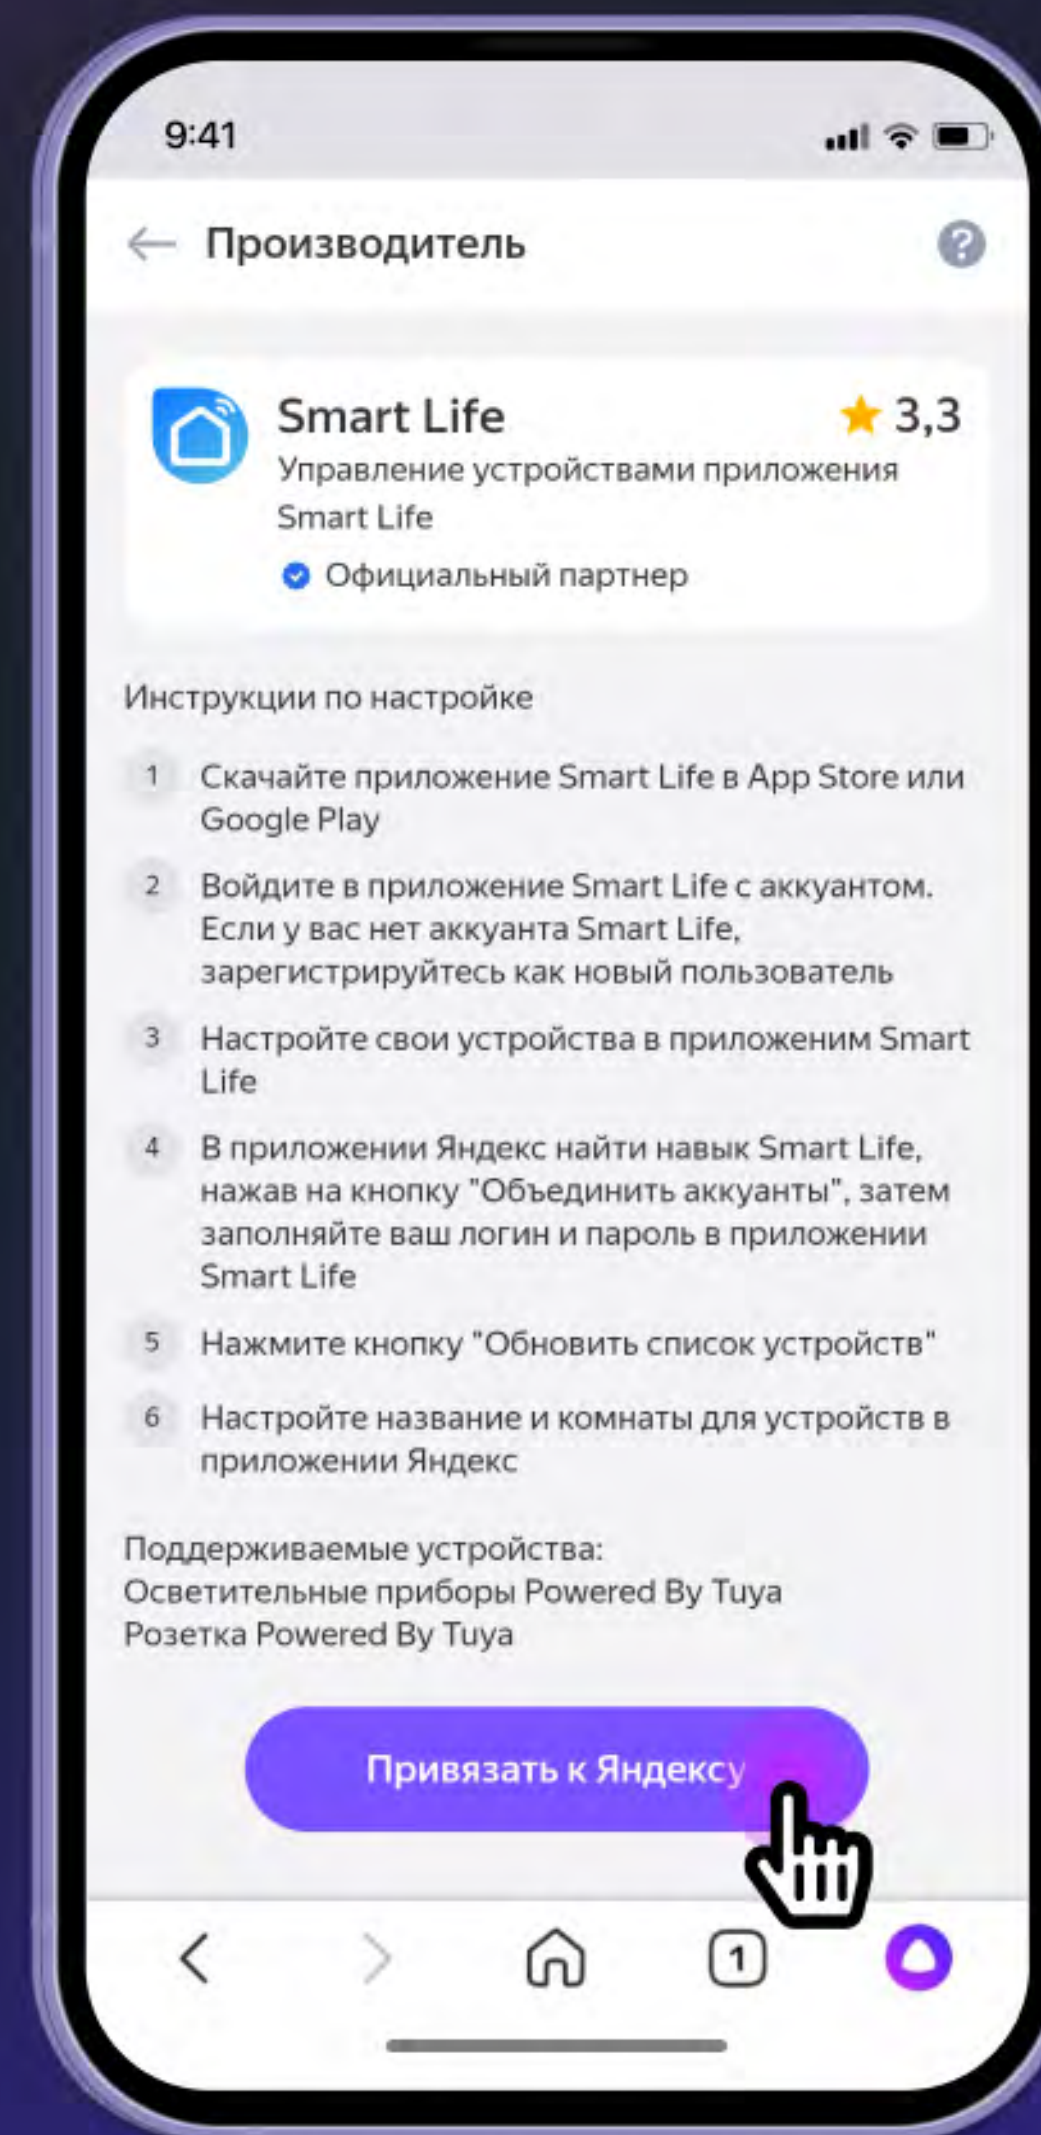 9:41
Производитель
?
Smart Life
3,3
Управление устройствами приложения
Smart Life
Официальный партнер
Инструкции по настройке
1 Скачайте приложение Smart Life в App Store или
Google Play
2 Войдите в приложение Smart Life с аккуантом.
Если у вас нет аккуанта Smart Life,
зарегистрируйтесь как новый пользователь
3 Настройте свои устройства в приложеним Smart
Life
4 В приложении Яндекс найти навык Smart Life,
нажав на кнопку "Объединить аккуанты", затем
заполняйте ваш логин и пароль в приложении
Smart Life
5 Нажмите кнопку "Обновить список устройств"
6 Настройте название и комнаты для устройств в
приложении Яндекс
Поддерживаемые устройства:
Осветительные приборы Powered By Tuya
Розетка Powered By Tuya
Привязать к Яндексу
1